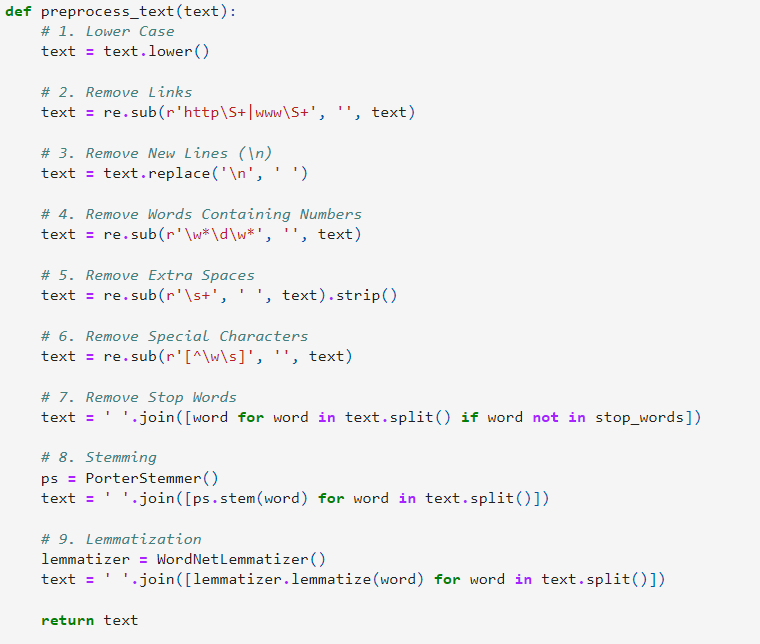 def preprocess_text(text):
    # 1. Lower Case
    text = text.lower()

    # 2. Remove Links
    text = re.sub(r'http\S+|www\S+', '', text)

    # 3. Remove New Lines (\n)
    text = text.replace('\n', ' ')

    # 4. Remove Words Containing Numbers
    text = re.sub(r'\w*\d\w*', '', text)

    # 5. Remove Extra Spaces
    text = re.sub(r'\s+', ' ', text).strip()

    # 6. Remove Special Characters
    text = re.sub(r'[^\w\s]', '', text)

    # 7. Remove Stop Words
    text = ' '.join([word for word in text.split() if word not in stop_words])

    # 8. Stemming
    ps = PorterStemmer()
    text = ' '.join([ps.stem(word) for word in text.split()])

    # 9. Lemmatization
    lemmatizer = WordNetLemmatizer()
    text = ' '.join([lemmatizer.lemmatize(word) for word in text.split()])

    return text